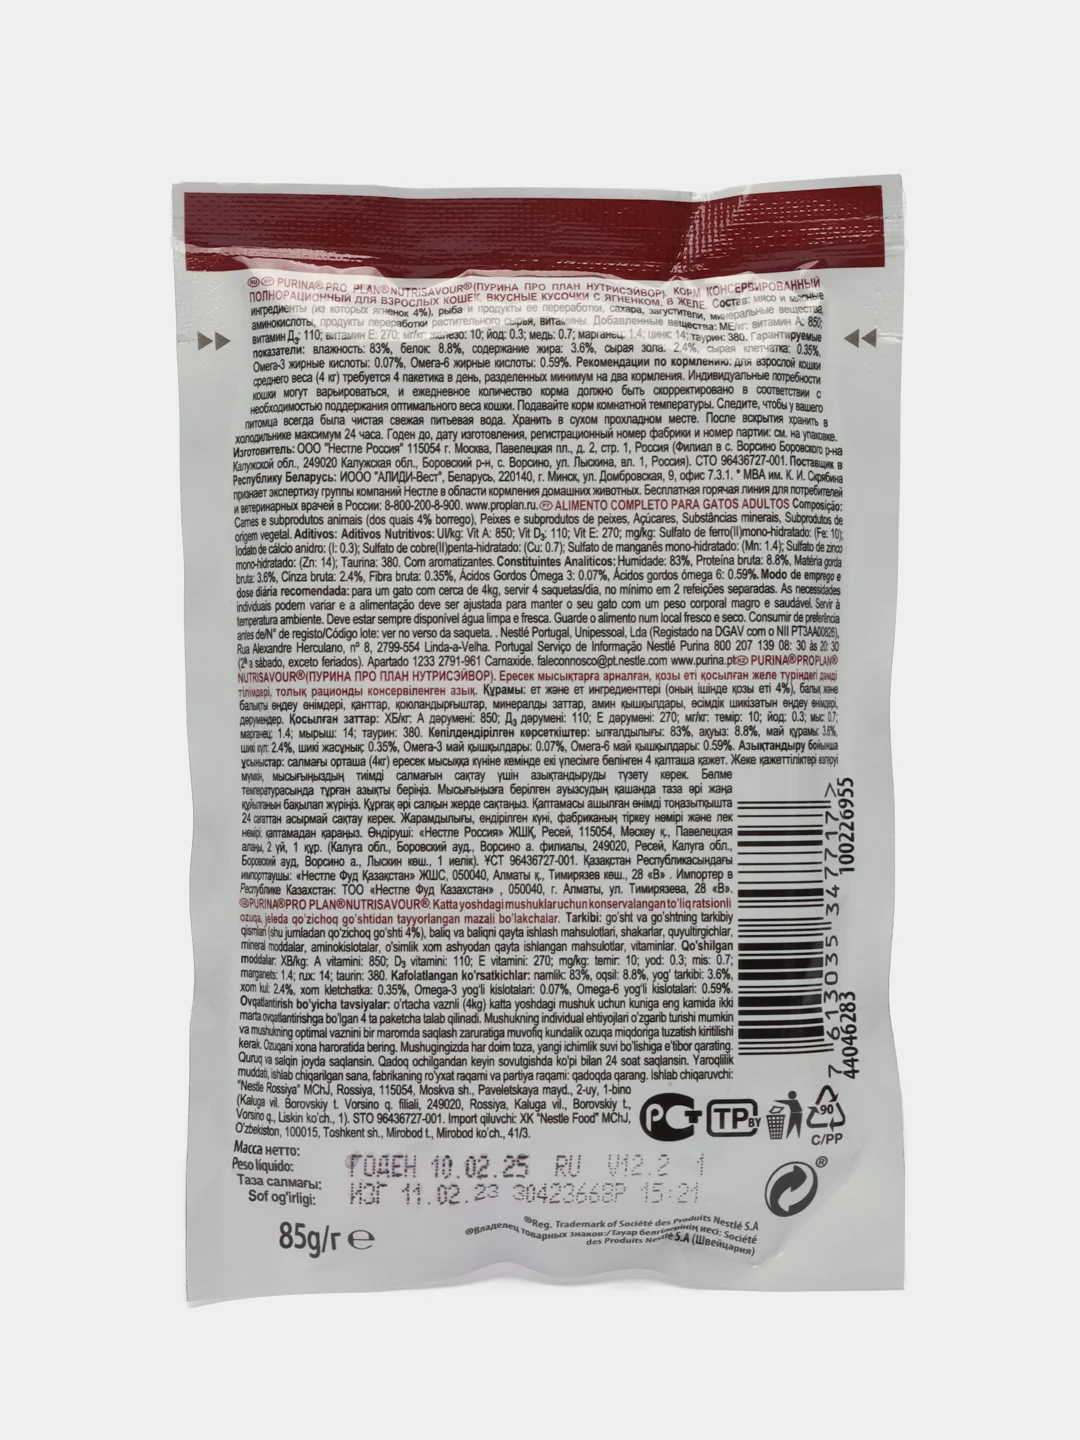 RU BY PURINA® PRO PLAN® NUTRISAVOUR® (ПУРИНА ПРО ПЛАН НУТРИСЭЙВОР). КОРМ КОНСЕРВИРОВАННЫЙ
ПОЛНОРАЦИОННЫЙ ДЛЯ ВЗРОСЛЫХ КОШЕК, ВКУСНЫЕ КУСОЧКИ С ЯГНЕНКОМ, В ЖЕЛЕ. Состав: мясо и мясные
ингредиенты (из которых ягненок 4%), рыба и продукты ее переработки, сахара, загустители, минеральные вещества,
аминокислоты, продукты переработки растительного сырья, витамины. Добавленные вещества: МЕ/кг: витамин А: 850;
витамин Д₃: 110; витамин Е: 270; мг/кг: железо: 10; йод: 0.3; медь: 0.7; марганец: 1.4; цинк: 14; таурин: 380. Гарантируемые
показатели: влажность: 83%, белок: 8.8%, содержание жира: 3.6%, сырая зола: 2.4%, сырая клетчатка: 0.35%,
Омега-3 жирные кислоты: 0.07%, Омега-6 жирные кислоты: 0.59%. Рекомендации по кормлению: для взрослой кошки
среднего веса (4 кг) требуется 4 пакетика в день, разделенных минимум на два кормления. Индивидуальные потребности
кошки могут варьироваться, и ежедневное количество корма должно быть скорректировано в соответствии с
необходимостью поддержания оптимального веса кошки. Подавайте корм комнатной температуры. Следите, чтобы у вашего
питомца всегда была чистая свежая питьевая вода. Хранить в сухом прохладном месте. После вскрытия хранить в
холодильнике максимум 24 часа. Годен до, дату изготовления, регистрационный номер фабрики и номер партии: см. на упаковке.
Изготовитель: ООО "Нестле Россия" 115054 г. Москва, Павелецкая пл., д. 2, стр. 1, Россия (Филиал в с. Ворсино Боровского р-на
Калужской обл., 249020 Калужская обл., Боровский р-н, с. Ворсино, ул. Лыскина, вл. 1, Россия). СТО 96436727-001. Поставщик в
Республику Беларусь: ИООО "АЛИДИ-Вест", Беларусь, 220140, г. Минск, ул. Домбровская, 9, офис 7.3.1. * МВА им. К. И. Скрябина
признает экспертизу группы компаний Нестле в области кормления домашних животных. Бесплатная горячая линия для потребителей
и ветеринарных врачей в России: 8-800-200-8-900. www.proplan.ru. PT ALIMENTO COMPLETO PARA GATOS ADULTOS Composição:
Carnes e subprodutos animais (dos quais 4% borrego), Peixes e subprodutos de peixes, Açúcares, Substâncias minerais, Subprodutos de
origem vegetal. Aditivos: Aditivos Nutritivos: UI/kg: Vit A: 850; Vit D₃: 110; Vit E: 270; mg/kg: Sulfato de ferro(II)mono-hidratado: (Fe: 10);
Iodato de cálcio anidro: (I: 0.3); Sulfato de cobre(II)penta-hidratado: (Cu: 0.7); Sulfato de manganês mono-hidratado: (Mn: 1.4); Sulfato de zinco
mono-hidratado: (Zn: 14); Taurina: 380. Com aromatizantes. Constituintes Analíticos: Humidade: 83%, Proteína bruta: 8.8%, Matéria gorda
bruta: 3.6%, Cinza bruta: 2.4%, Fibra bruta: 0.35%, Ácidos Gordos Ómega 3: 0.07%, Ácidos gordos ómega 6: 0.59%. Modo de emprego e
dose diária recomendada: para um gato com cerca de 4kg, servir 4 saquetas/dia, no mínimo em 2 refeições separadas. As necessidades
individuais podem variar e a alimentação deve ser ajustada para manter o seu gato com um peso corporal magro e saudável. Servir à
temperatura ambiente. Deve estar sempre disponível água limpa e fresca. Guarde o alimento num local fresco e seco. Consumir de preferência
antes de/Nº de registo/Código lote: ver no verso da saqueta. . Nestlé Portugal, Unipessoal, Lda (Registado na DGAV com o NII PT3AA00826),
Rua Alexandre Herculano, nº 8, 2799-554 Linda-a-Velha. Portugal Serviço de Informação Nestlé Purina 800 207 139 08: 30 às 20: 30
(2ª a sábado, exceto feriados). Apartado 1233 2791-961 Carnaxide. faleconnosco@pt.nestle.com www.purina.pt KZ PURINA®PROPLAN®
NUTRISAVOUR®(ПУРИНА ПРО ПЛАН НУТРИСЭЙВОР). Ересек мысықтарға арналған, қозы еті қосылған желе түріндегі дәмді
тілімдері, толық рационды консервіленген азық. Құрамы: ет және ет ингредиенттері (оның ішінде қозы еті 4%), балық және
балықты өңдеу өнімдері, қанттар, қоюландырғыштар, минералды заттар, амин қышқылдары, өсімдік шикізатын өңдеу өнімдері,
дәрумендер. Қосылған заттар: ХБ/кг: А дәрумені: 850; Д₃ дәрумені: 110; Е дәрумені: 270; мг/кг: темір: 10; йод: 0.3; мыс: 0.7;
марганец: 1.4; мырыш: 14; таурин: 380. Кепілдендірілген көрсеткіштер: ылғалдылығы: 83%, ақуыз: 8.8%, май құрамы: 3.6%,
шикі күл: 2.4%, шикі жасұнық: 0.35%, Омега-3 май қышқылдары: 0.07%, Омега-6 май қышқылдары: 0.59%. Азықтандыру бойынша
ұсыныстар: салмағы орташа (4кг) ересек мысыққа күніне кемінде екі үлесімге бөлінген 4 қалташа қажет. Жеке қажеттіліктері өзгеруі
мүмкін, мысығыңыздың тиімді салмағын сақтау үшін азықтандыруды түзету керек. Бөлме
температурасында тұрған азықты беріңіз. Мысығыңызға берілген ауызсудың қашанда таза әрі жаңа
құйылғанын бақылап жүріңіз. Құрғақ әрі салқын жерде сақтаңыз. Қаптамасы ашылған өнімді тоңазытқышта
24 сағаттан асырмай сақтау керек. Жарамдылығы, өндірілген күні, фабриканың тіркеу нөмірі және лек
нөмірі: қаптамадан қараңыз. Өндіруші: «Нестле Россия» ЖШҚ, Ресей, 115054, Мәскеу қ., Павелецкая
алаңы, 2 үй, 1 құр. (Калуга обл., Боровский ауд., Ворсино а. филиалы, 249020, Ресей, Калуга обл.,
Боровский ауд, Ворсино а., Лыскин көш., 1 иелік). ҰСТ 96436727-001. Қазақстан Республикасындағы
импорттаушы: «Нестле Фуд Қазақстан» ЖШС, 050040, Алматы қ., Тимирязев көш., 28 «В» . Импортер в
Республике Казахстан: ТОО «Нестле Фуд Казахстан» , 050040, г. Алматы, ул. Тимирязева, 28 «В».
PURINA®PRO PLAN®NUTRISAVOUR®. Katta yoshdagi mushuklar uchun konservalangan to'liq ratsionli
ozuqa, jeleda qo'zichoq go'shtidan tayyorlangan mazali bo'lakchalar. Tarkibi: go'sht va go'shtning tarkibiy
qismlari (shu jumladan qo'zichoq go'shti 4%), baliq va baliqni qayta ishlash mahsulotlari, shakarlar, quyultirgichlar,
mineral moddalar, aminokislotalar, o'simlik xom ashyodan qayta ishlangan mahsulotlar, vitaminlar. Qo'shilgan
moddalar: XB/kg: A vitamini: 850; D₃ vitamini: 110; E vitamini: 270; mg/kg: temir: 10; yod: 0.3; mis: 0.7;
marganets: 1.4; rux: 14; taurin: 380. Kafolatlangan ko'rsatkichlar: namlik: 83%, oqsil: 8.8%, yog' tarkibi: 3.6%,
xom kul: 2.4%, xom kletchatka: 0.35%, Omega-3 yog'li kislotalari: 0.07%, Omega-6 yog'li kislotalari: 0.59%.
Ovqatlantirish bo'yicha tavsiyalar: o'rtacha vaznli (4kg) katta yoshdagi mushuk uchun kuniga eng kamida ikki
marta ovqatlantirishga bo'lgan 4 ta paketcha talab qilinadi. Mushukning individual ehtiyojlari o'zgarib turishi mumkin
va mushukning optimal vaznini bir maromda saqlash zaruratiga muvofiq kundalik ozuqa miqdoriga tuzatish kiritilishi
kerak. Ozuqani xona haroratida bering. Mushugingizda har doim toza, yangi ichimlik suvi bo'lishiga e'tibor qarating.
Quruq va salqin joyda saqlansin. Qadoq ochilgandan keyin sovutgishda ko'pi bilan 24 soat saqlansin. Yaroqlilik
muddati, ishlab chiqarilgan sana, fabrikaning ro'yxat raqami va partiya raqami: qadoqda qarang. Ishlab chiqaruvchi:
"Nestle Rossiya" MChJ, Rossiya, 115054, Moskva sh., Paveletskaya mayd., 2-uy, 1-bino
(Kaluga vil. Borovskiy t. Vorsino q. filiali, 249020, Rossiya, Kaluga vil., Borovskiy t.,
Vorsino q., Liskin ko'ch., 1). STO 96436727-001. Import qiluvchi: XK "Nestle Food" MChJ,
O'zbekiston, 100015, Toshkent sh., Mirobod t., Mirobod ko'ch., 41/3.
7 613035 347717 >
44046283
100226955
PCT
TP BY
90
C/PP
Масса нетто:
Peso líquido:
Таза салмағы:
Sof og'irligi:
85g/г ℮
ГОДЕН 10.02.25 RU V12.2 1
ИЗГ 11.02.23 30423668P 15:21
®
®Reg. Trademark of Société des Produits Nestlé S.A
®Владелец товарных знаков:/Тауар белгілерінің иесі: Société
des Produits Nestlé S.A (Швейцария)